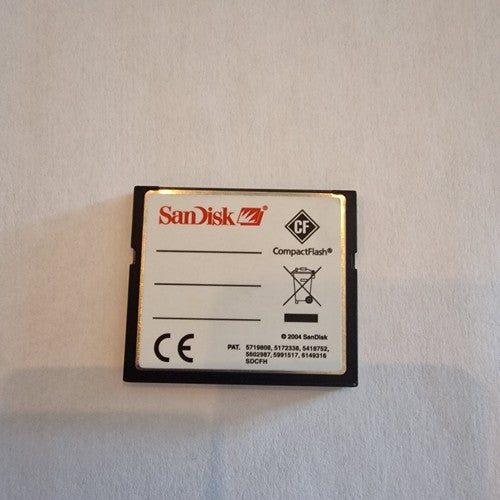 SanDisk
CF
CompactFlash®
© 2004 SanDisk
CE
PAT. 5719808, 5172338, 5418752,
5602987, 5991517, 6149316
SDCFH